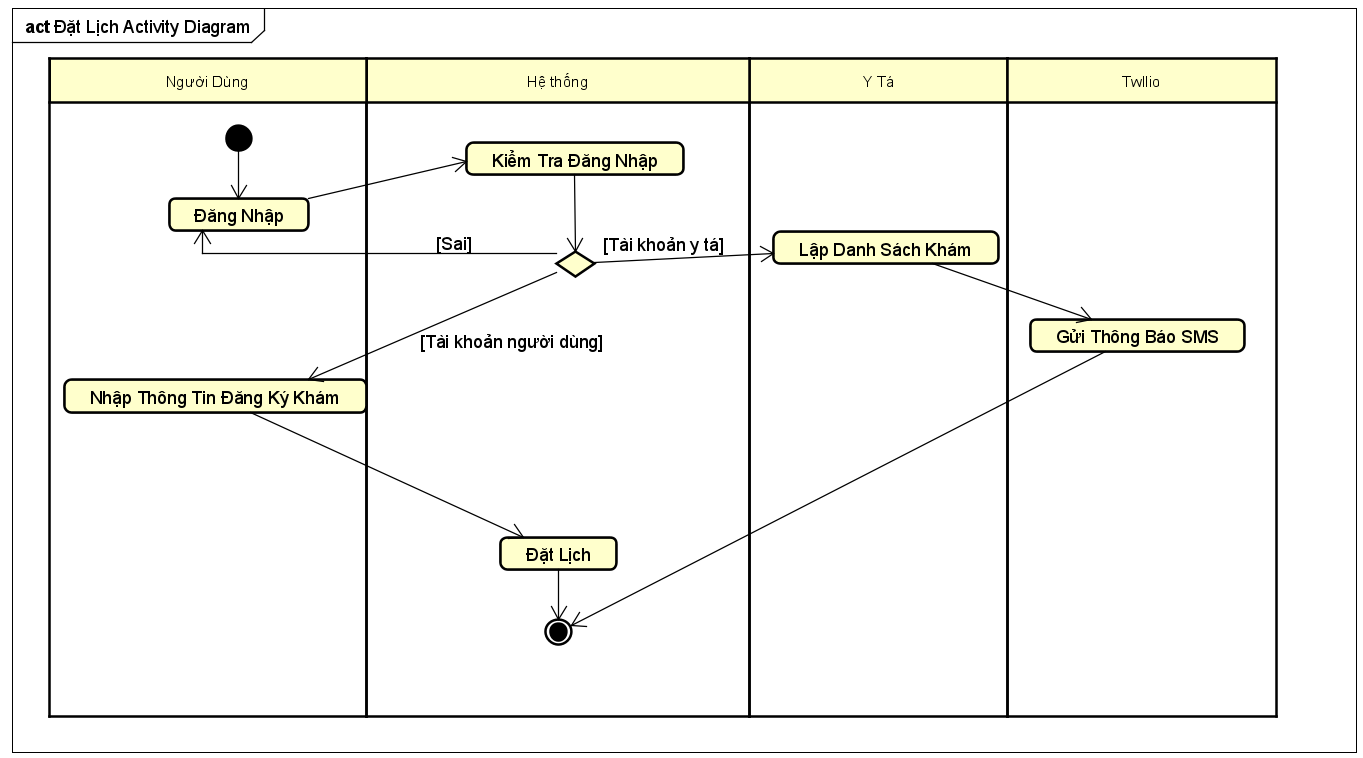 act Đặt Lịch Activity Diagram
Người Dùng
Hệ thống
Y Tá
Twllio
Kiểm Tra Đăng Nhập
Đăng Nhập
[Sai]
[Tài khoản y tá]
Lập Danh Sách Khám
Gửi Thông Báo SMS
[Tài khoản người dùng]
Nhập Thông Tin Đăng Ký Khám
Đặt Lịch